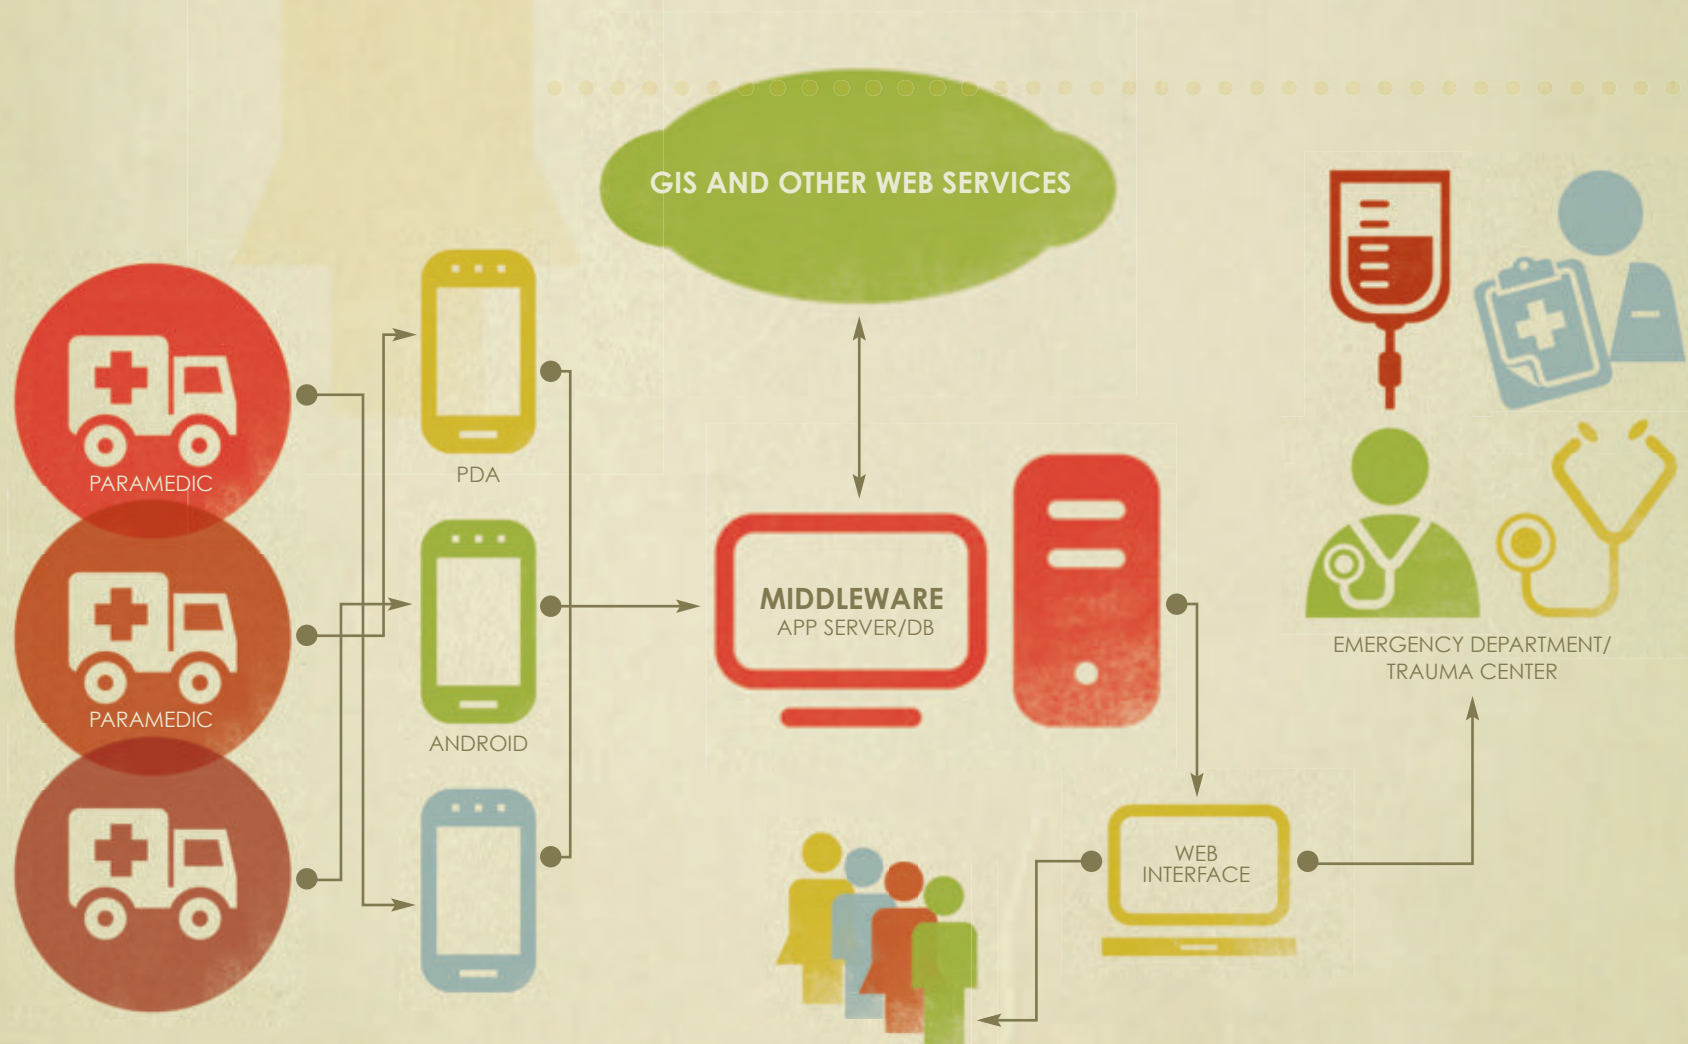 GIS AND OTHER WEB SERVICES
PARAMEDIC
PDA
PARAMEDIC
ANDROID
MIDDLEWARE
APP SERVER/DB
EMERGENCY DEPARTMENT/
TRAUMA CENTER
WEB
INTERFACE